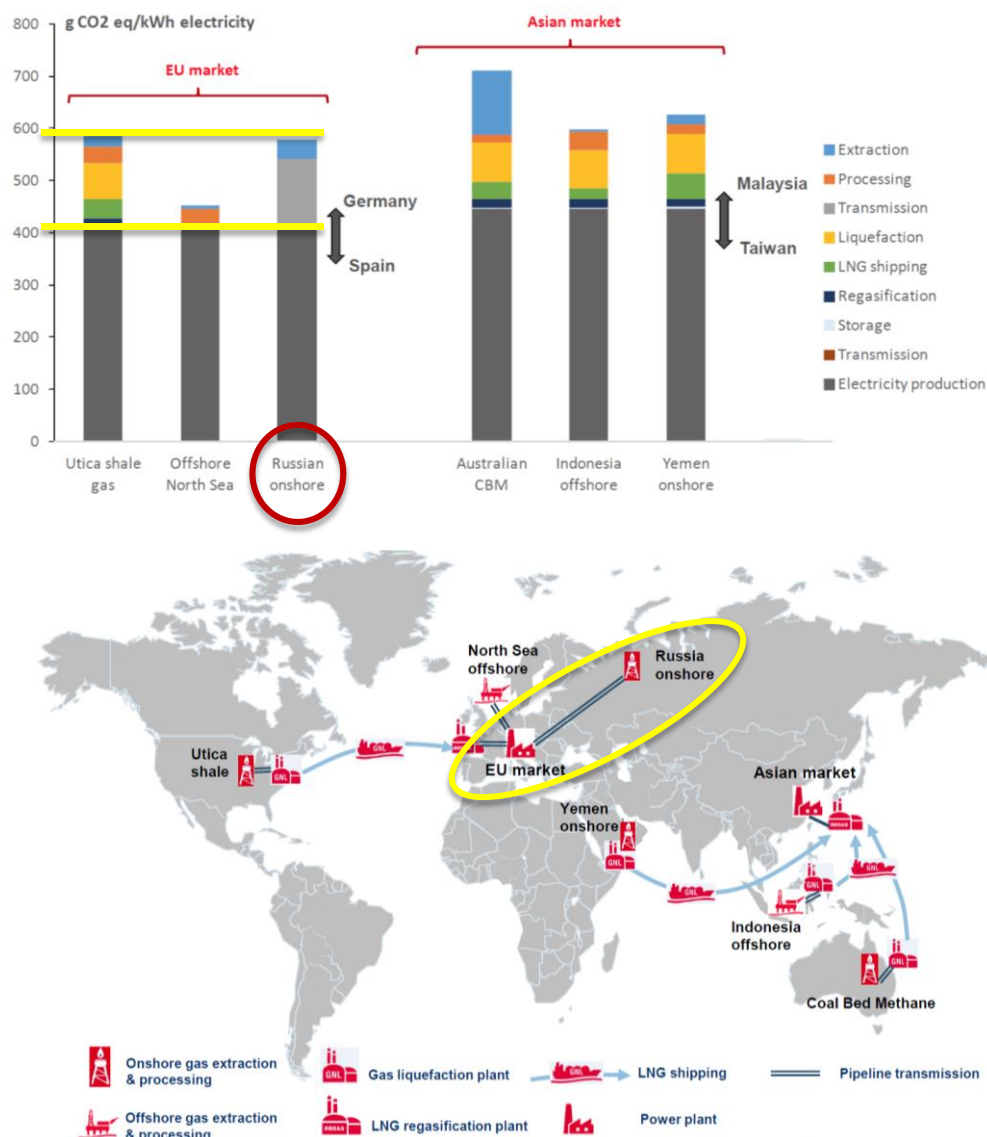 800
g CO2 eq/kWh electricity
Asian market
700
EU market
600
Extraction
Processing
500
Transmission
Germany
Malaysia
Liquefaction
400
LNG shipping
Spain
Taiwan
300
Regasification
Storage
200
Transmission
100
Electricity production
0
Utica shale
gas
Offshore
North Sea
Russian
onshore
Australian
CBM
Indonesia
offshore
Yemen
onshore
North Sea
offshore
Russia
onshore
Utica
shale
GNL
GNL
EU market
Asian market
Yemen
onshore
GNL
REGAS
GNL
GNL
GNL
Indonesia
offshore
GNL
Coal Bed Methane
Onshore gas extraction
& processing
GNL
Gas liquefaction plant
GNL
LNG shipping
Pipeline transmission
Offshore gas extraction
& processing
REGAS
LNG regasification plant
Power plant